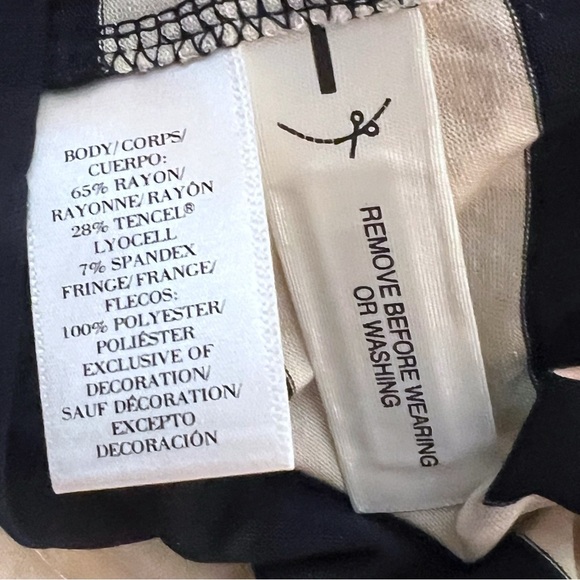 BODY/CORPS/
CUERPO:
65% RAYON/
RAYONNE/RAYÓN
28% TENCEL®
LYOCELL
7% SPANDEX
FRINGE/FRANGE/
FLECOS:
100% POLYESTER/
POLIÉSTER
EXCLUSIVE OF
DECORATION/
SAUF DÉCORATION/
EXCEPTO
DECORACIÓN
REMOVE BEFORE WEARING
OR WASHING